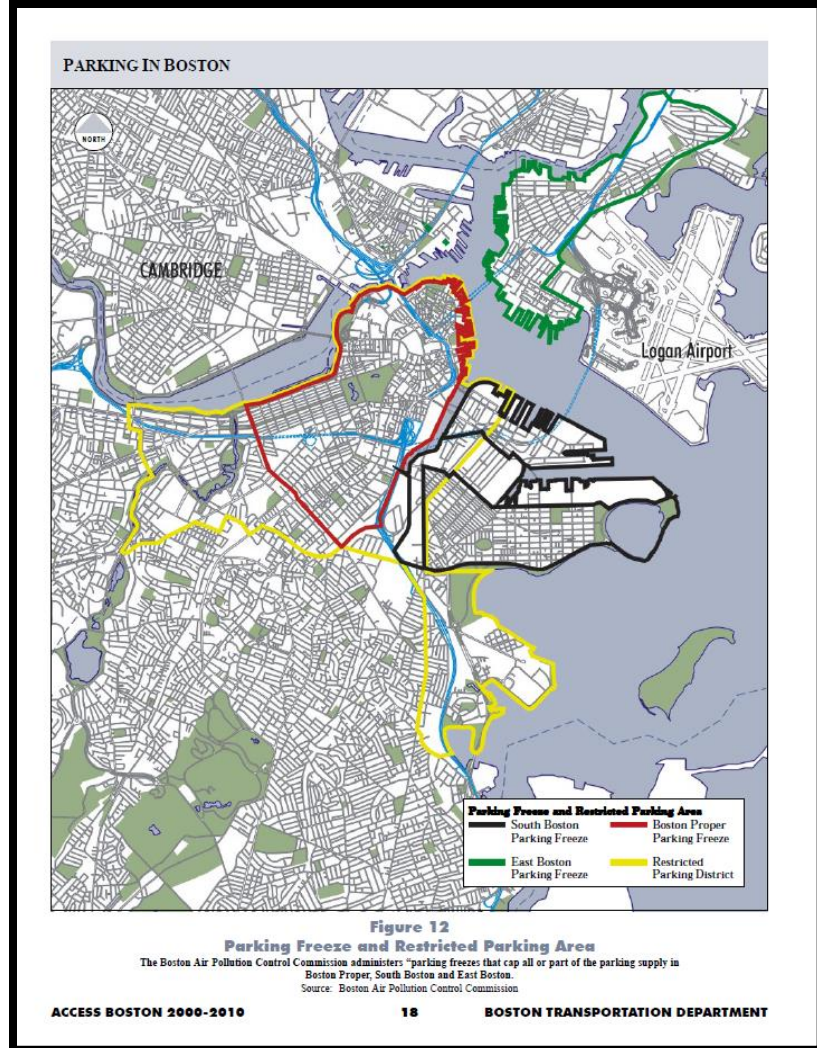 PARKING IN BOSTON
NORTH
CAMBRIDGE
Logan Airport
Parking Freeze and Restricted Parking Area
South Boston
Parking Freeze
Boston Proper
Parking Freeze
East Boston
Parking Freeze
Restricted
Parking District
Figure 12
Parking Freeze and Restricted Parking Area
The Boston Air Pollution Control Commission administers "parking freezes that cap all or part of the parking supply in
Boston Proper, South Boston and East Boston.
Source: Boston Air Pollution Control Commission
ACCESS BOSTON 2000-2010 18 BOSTON TRANSPORTATION DEPARTMENT